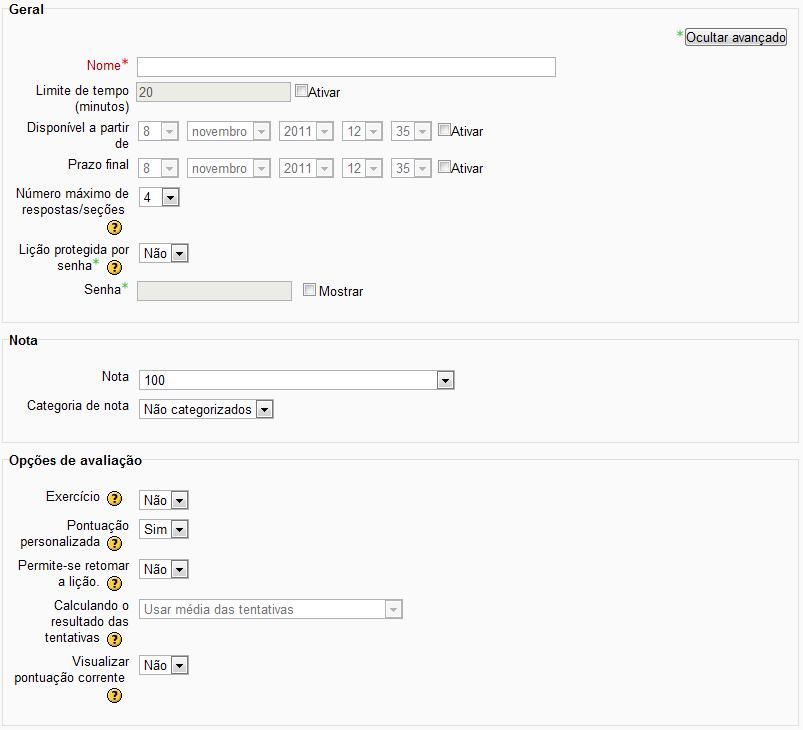 Geral
* Ocultar avançado
Nome*
Limite de tempo 20 Ativar
(minutos)
Disponível a partir 8 novembro 2011 12 35 Ativar
de
Prazo final 8 novembro 2011 12 35 Ativar
Número máximo de 4
respostas/seções
?
Lição protegida por Não
senha* ?
Senha* Mostrar
Nota
Nota 100
Categoria de nota Não categorizados
Opções de avaliação
Exercício ? Não
Pontuação Sim
personalizada ?
Permite-se retomar Não
a lição. ?
Calculando o Usar média das tentativas
resultado das
tentativas ?
Visualizar Não
pontuação corrente
?